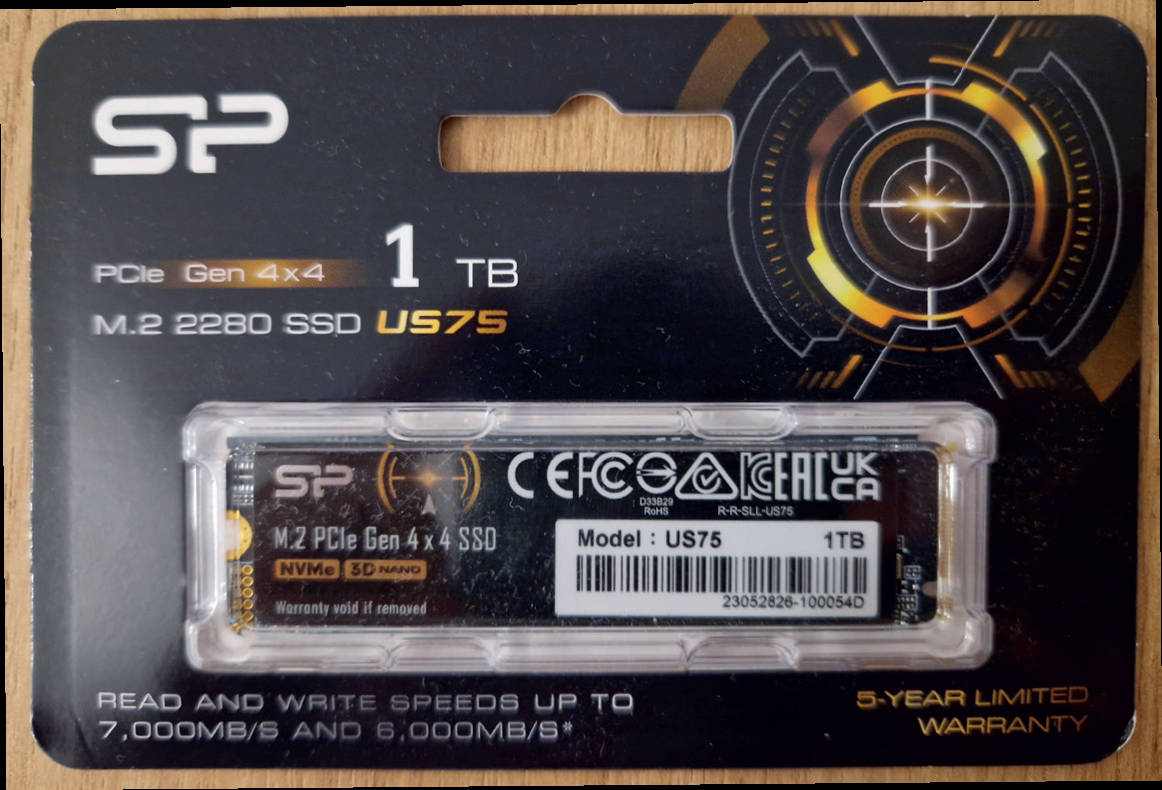 SP
PCIe Gen 4x4 1 TB
M.2 2280 SSD US75
SP
CE FC EAC UK
CA
D33B29
RoHS
R-R-SLL-US75
M.2 PCIe Gen 4 x 4 SSD
NVMe 3D NAND
Warranty void if removed
Model : US75 1TB
23052826-100054D
READ AND WRITE SPEEDS UP TO
7,000MB/S AND 6,000MB/S*
5-YEAR LIMITED
WARRANTY